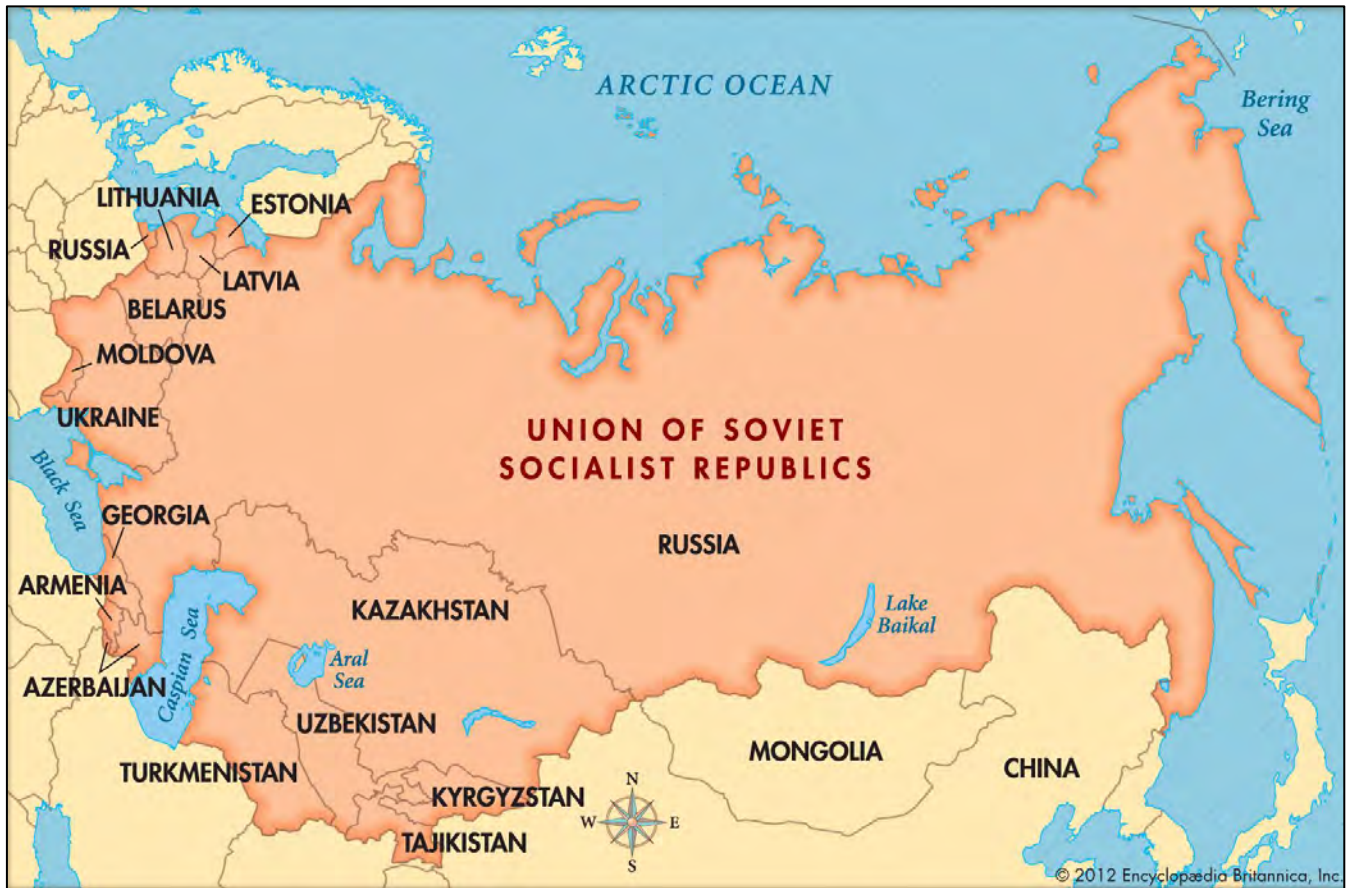 ARCTIC OCEAN
Bering
Sea
LITHUANIA
ESTONIA
RUSSIA
LATVIA
BELARUS
MOLDOVA
UKRAINE
UNION OF SOVIET
SOCIALIST REPUBLICS
Black Sea
GEORGIA
RUSSIA
ARMENIA
KAZAKHSTAN
Lake
Baikal
Caspian Sea
Aral
Sea
AZERBAIJAN
UZBEKISTAN
MONGOLIA
TURKMENISTAN
CHINA
KYRGYZSTAN
N
W
E
S
TAJIKISTAN
© 2012 Encyclopædia Britannica, Inc.